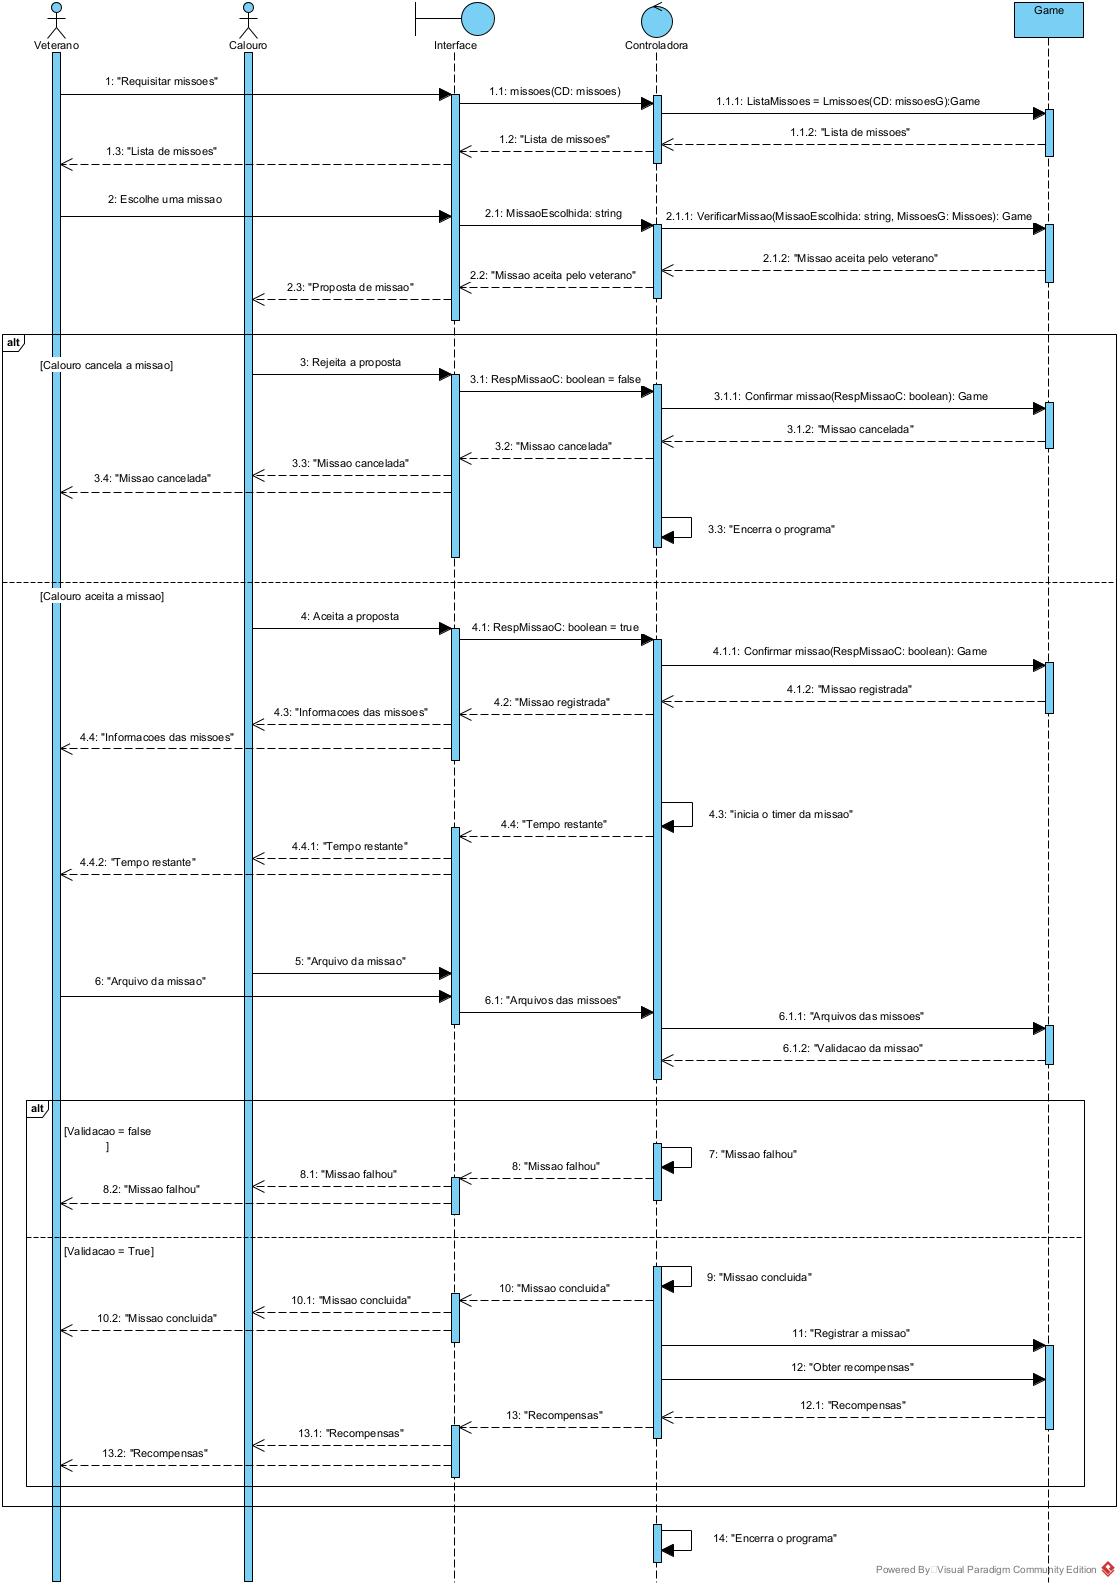 Veterano
Calouro
Interface
Controladora
Game
1: "Requisitar missoes"
1.1: missoes(CD: missoes)
1.1.1: ListaMissoes = Lmissoes(CD: missoesG):Game
1.1.2: "Lista de missoes"
1.2: "Lista de missoes"
1.3: "Lista de missoes"
2: Escolhe uma missao
2.1: MissaoEscolhida: string
2.1.1: VerificarMissao(MissaoEscolhida: string, MissoesG: Missoes): Game
2.1.2: "Missao aceita pelo veterano"
2.2: "Missao aceita pelo veterano"
2.3: "Proposta de missao"
alt
[Calouro cancela a missao]
3: Rejeita a proposta
3.1: RespMissaoC: boolean = false
3.1.1: Confirmar missao(RespMissaoC: boolean): Game
3.1.2: "Missao cancelada"
3.2: "Missao cancelada"
3.3: "Missao cancelada"
3.4: "Missao cancelada"
3.3: "Encerra o programa"
[Calouro aceita a missao]
4: Aceita a proposta
4.1: RespMissaoC: boolean = true
4.1.1: Confirmar missao(RespMissaoC: boolean): Game
4.1.2: "Missao registrada"
4.2: "Missao registrada"
4.3: "Informacoes das missoes"
4.4: "Informacoes das missoes"
4.3: "inicia o timer da missao"
4.4: "Tempo restante"
4.4.1: "Tempo restante"
4.4.2: "Tempo restante"
5: "Arquivo da missao"
6: "Arquivo da missao"
6.1: "Arquivos das missoes"
6.1.1: "Arquivos das missoes"
6.1.2: "Validacao da missao"
alt
[Validacao = false
]
7: "Missao falhou"
8: "Missao falhou"
8.1: "Missao falhou"
8.2: "Missao falhou"
[Validacao = True]
9: "Missao concluida"
10: "Missao concluida"
10.1: "Missao concluida"
10.2: "Missao concluida"
11: "Registrar a missao"
12: "Obter recompensas"
12.1: "Recompensas"
13: "Recompensas"
13.1: "Recompensas"
13.2: "Recompensas"
14: "Encerra o programa"
Powered By Visual Paradigm Community Edition